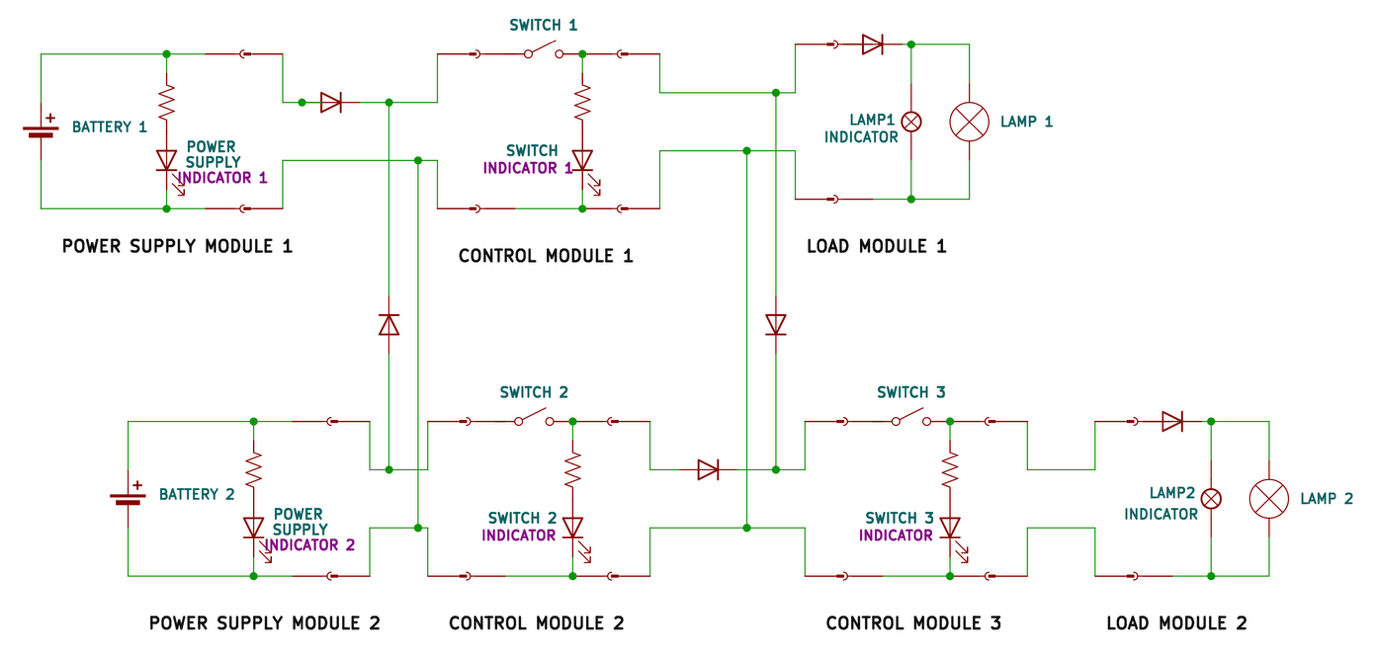 SWITCH 1
BATTERY 1
POWER
SUPPLY
INDICATOR 1
SWITCH
INDICATOR 1
LAMP1
INDICATOR
LAMP 1
POWER SUPPLY MODULE 1
CONTROL MODULE 1
LOAD MODULE 1
SWITCH 2
SWITCH 3
BATTERY 2
POWER
SUPPLY
INDICATOR 2
SWITCH 2
INDICATOR
SWITCH 3
INDICATOR
LAMP2
INDICATOR
LAMP 2
POWER SUPPLY MODULE 2
CONTROL MODULE 2
CONTROL MODULE 3
LOAD MODULE 2